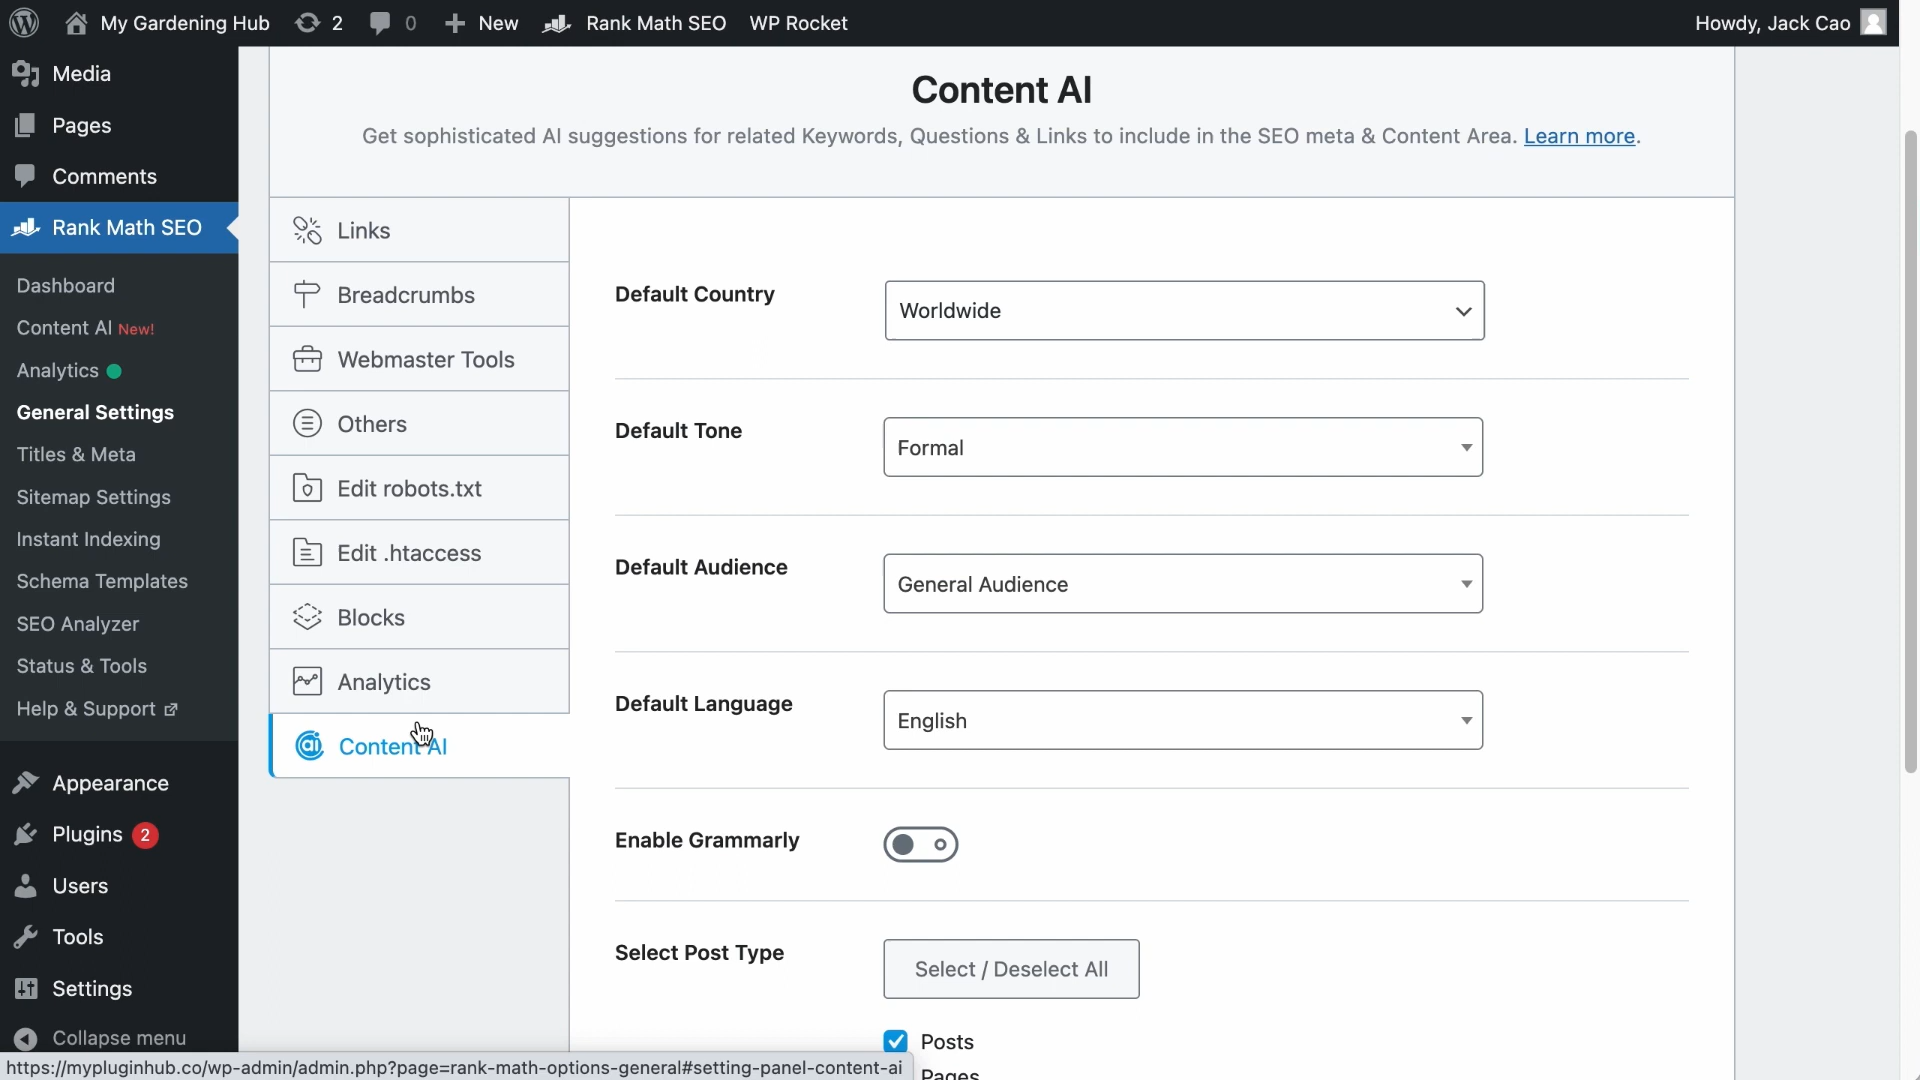 My Gardening Hub 2 0 New Rank Math SEO WP Rocket Howdy, Jack Cao
Media
Pages
Comments
Rank Math SEO
Dashboard
Content AI New!
Analytics
General Settings
Titles & Meta
Sitemap Settings
Instant Indexing
Schema Templates
SEO Analyzer
Status & Tools
Help & Support
Appearance
Plugins 2
Users
Tools
Settings
Collapse menu
Content AI
Get sophisticated AI suggestions for related Keywords, Questions & Links to include in the SEO meta & Content Area. Learn more.
Links
Breadcrumbs
Webmaster Tools
Others
Edit robots.txt
Edit .htaccess
Blocks
Analytics
Content AI
Default Country
Worldwide
Default Tone
Formal
Default Audience
General Audience
Default Language
English
Enable Grammarly
Select Post Type
Select / Deselect All
Posts
Pages
https://mypluginhub.co/wp-admin/admin.php?page=rank-math-options-general#setting-panel-content-ai